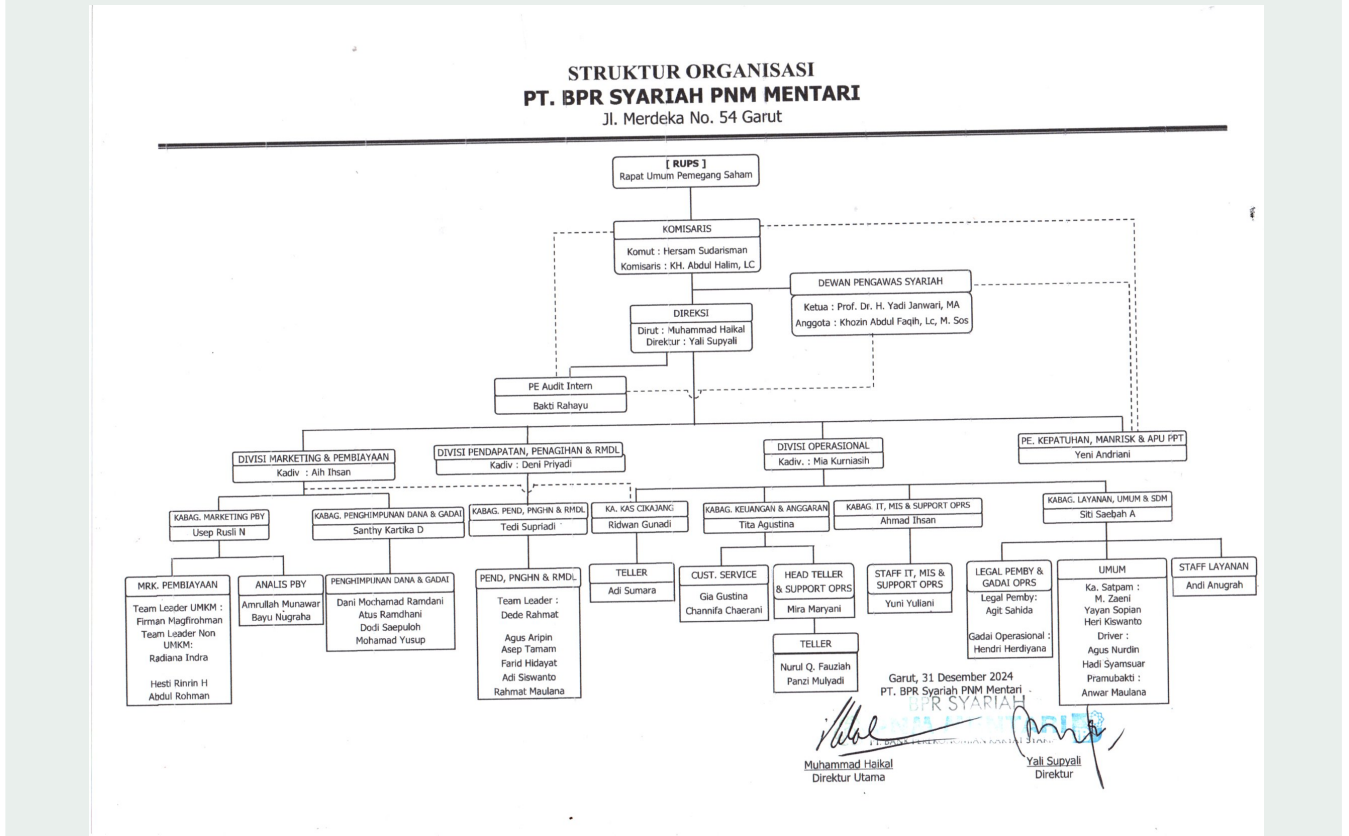 STRUKTUR ORGANISASI
PT. BPR SYARIAH PNM MENTARI
Jl. Merdeka No. 54 Garut
[ RUPS ]
Rapat Umum Pemegang Saham
KOMISARIS
Komut : Hersam Sudarisman
Komisaris : KH. Abdul Halim, LC
DEWAN PENGAWAS SYARIAH
Ketua : Prof. Dr. H. Yadi Janwari, MA
Anggota : Khozin Abdul Faqih, Lc, M. Sos
DIREKSI
Dirut : Muhammad Haikal
Direktur : Yali Supyali
PE Audit Intern
Bakti Rahayu
DIVISI MARKETING & PEMBIAYAAN
Kadiv : Aih Ihsan
DIVISI PENDAPATAN, PENAGIHAN & RMDL
Kadiv : Deni Priyadi
DIVISI OPERASIONAL
Kadiv. : Mia Kurniasih
PE. KEPATUHAN, MANRISK & APU PPT
Yeni Andriani
KABAG. MARKETING PBY
Usep Rusli N
KABAG. PENGHIMPUNAN DANA & GADAI
Santhy Kartika D
KABAG. PEND, PNGHN & RMDL
Tedi Supriadi
KA. KAS CIKAJANG
Ridwan Gunadi
KABAG. KEUANGAN & ANGGARAN
Tita Agustina
KABAG. IT, MIS & SUPPORT OPRS
Ahmad Ihsan
KABAG. LAYANAN, UMUM & SDM
Siti Saebah A
MRK. PEMBIAYAAN
Team Leader UMKM :
Firman Magfirohman
Team Leader Non
UMKM:
Radiana Indra
Hesti Rinrin H
Abdul Rohman
ANALIS PBY
Amrullah Munawar
Bayu Nugraha
PENGHIMPUNAN DANA & GADAI
Dani Mochamad Ramdani
Atus Ramdhani
Dodi Saepuloh
Mohamad Yusup
PEND, PNGHN & RMDL
Team Leader :
Dede Rahmat
Agus Aripin
Asep Tamam
Farid Hidayat
Adi Siswanto
Rahmat Maulana
TELLER
Adi Sumara
CUST. SERVICE
Gia Gustina
Channifa Chaerani
HEAD TELLER
& SUPPORT OPRS
Mira Maryani
TELLER
Nurul Q. Fauziah
Panzi Mulyadi
STAFF IT, MIS &
SUPPORT OPRS
Yuni Yuliani
LEGAL PEMBY &
GADAI OPRS
Legal Pemby:
Agit Sahida
Gadai Operasional :
Hendri Herdiyana
UMUM
Ka. Satpam :
M. Zaeni
Yayan Sopian
Heri Kiswanto
Driver :
Agus Nurdin
Hadi Syamsuar
Pramubakti :
Anwar Maulana
STAFF LAYANAN
Andi Anugrah
Garut, 31 Desember 2024
PT. BPR Syariah PNM Mentari
BPR SYARIAH
Muhammad Haikal
Direktur Utama
Yali Supyali
Direktur